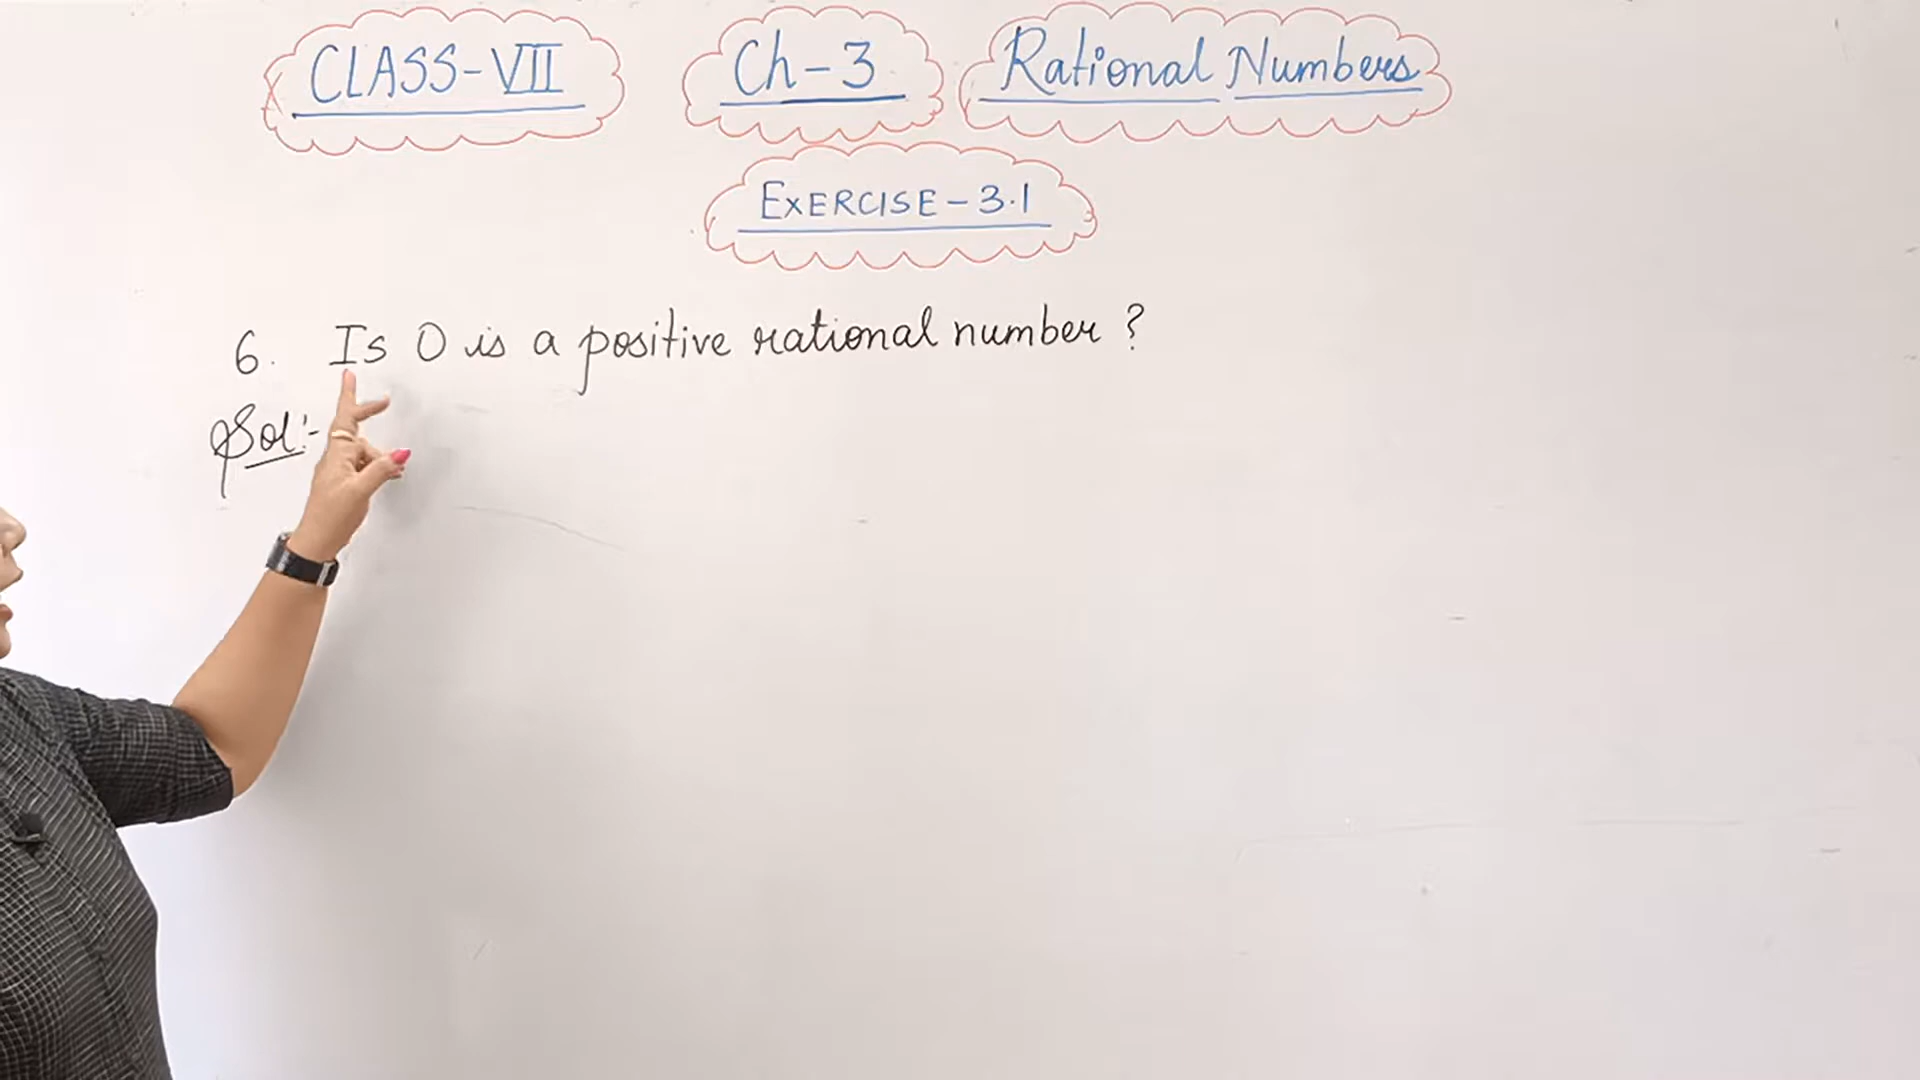 CLASS-VII Ch-3 Rational Numbers
EXERCISE-3.1
6. Is 0 is a positive rational number?
Sol:-